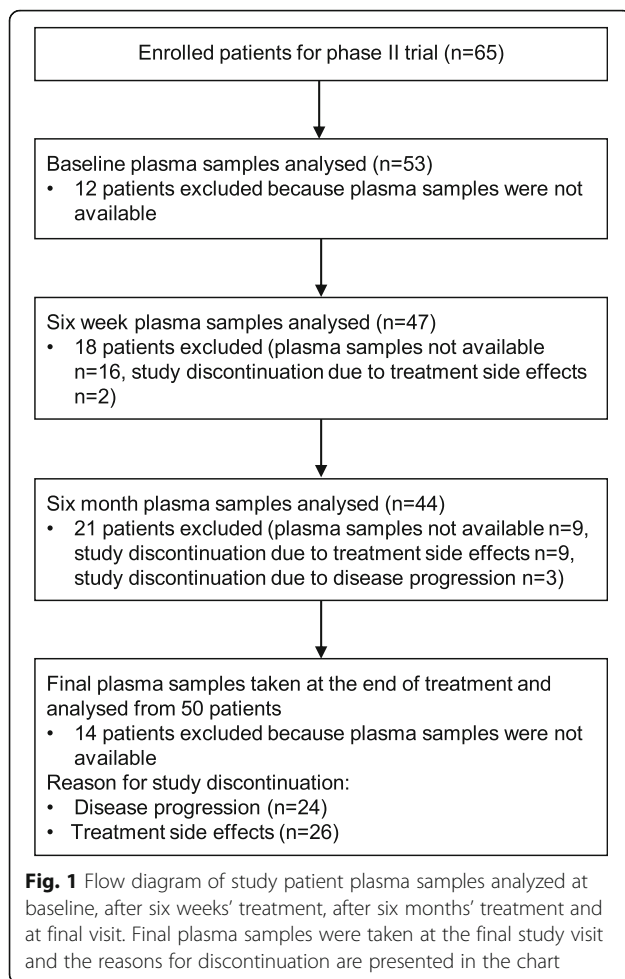 Enrolled patients for phase II trial (n=65)
Baseline plasma samples analysed (n=53)
• 12 patients excluded because plasma samples were not
available
Six week plasma samples analysed (n=47)
• 18 patients excluded (plasma samples not available
n=16, study discontinuation due to treatment side effects
n=2)
Six month plasma samples analysed (n=44)
• 21 patients excluded (plasma samples not available n=9,
study discontinuation due to treatment side effects n=9,
study discontinuation due to disease progression n=3)
Final plasma samples taken at the end of treatment and
analysed from 50 patients
• 14 patients excluded because plasma samples were not
available
Reason for study discontinuation:
• Disease progression (n=24)
• Treatment side effects (n=26)
Fig. 1 Flow diagram of study patient plasma samples analyzed at
baseline, after six weeks’ treatment, after six months’ treatment and
at final visit. Final plasma samples were taken at the final study visit
and the reasons for discontinuation are presented in the chart